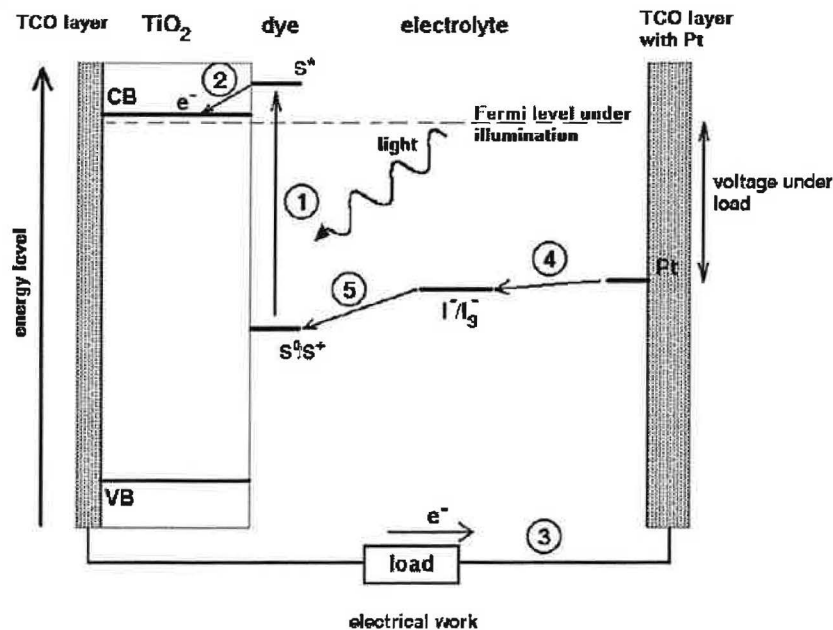 TCO layer
TiO₂
dye
electrolyte
TCO layer
with Pt
CB
e⁻
②
S*
Fermi level under
illumination
light
①
voltage under
load
energy level
④
Pt
⑤
I⁻/I₃⁻
S⁰/S⁺
VB
e⁻
③
load
electrical work